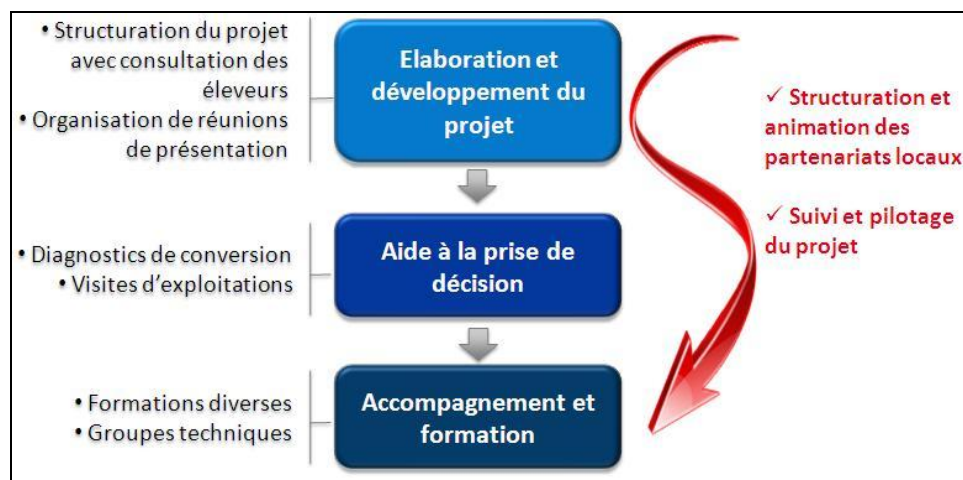 • Structuration du projet
avec consultation des
éleveurs
• Organisation de réunions
de présentation
Elaboration et
développement du
projet
✓ Structuration et
animation des
partenariats locaux
✓ Suivi et pilotage
du projet
• Diagnostics de conversion
• Visites d'exploitations
Aide à la prise de
décision
• Formations diverses
• Groupes techniques
Accompagnement et
formation